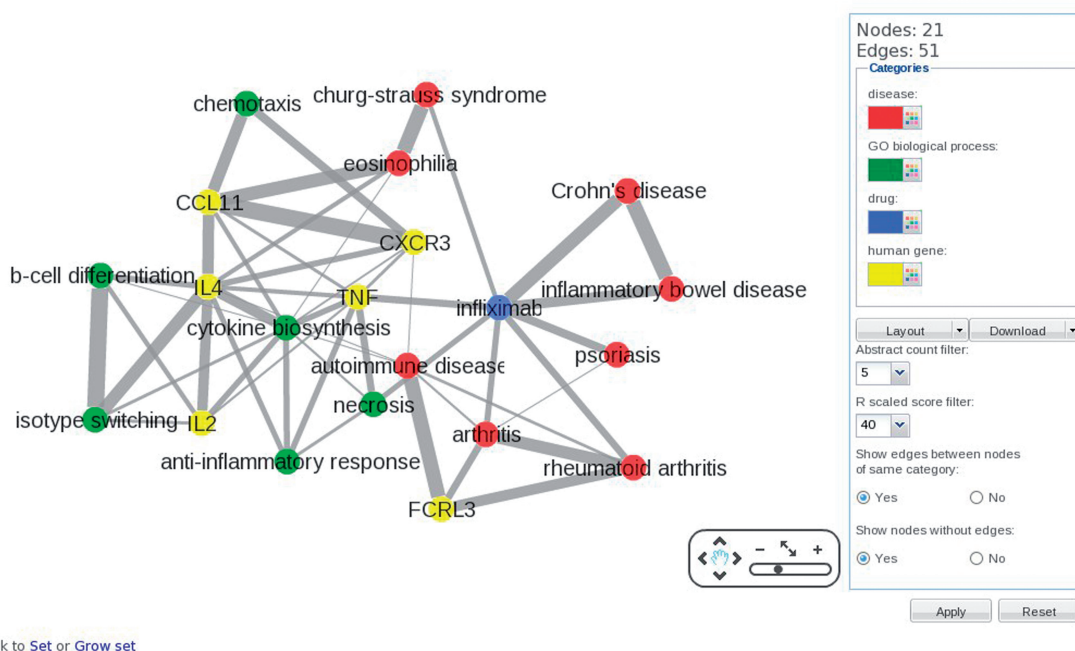 Nodes: 21
Edges: 51
Categories
disease:
GO biological process:
drug:
human gene:
Layout
Download
Abstract count filter:
5
R scaled score filter:
40
Show edges between nodes
of same category:
Yes
No
Show nodes without edges:
Yes
No
Apply
Reset
chemotaxis
churg-strauss syndrome
eosinophilia
CCL11
Crohn's disease
CXCR3
b-cell differentiation
IL4
TNF
infliximab
inflammatory bowel disease
cytokine biosynthesis
autoimmune disease
psoriasis
necrosis
isotype switching
IL2
arthritis
anti-inflammatory response
rheumatoid arthritis
FCRL3
- +
k to Set or Grow set